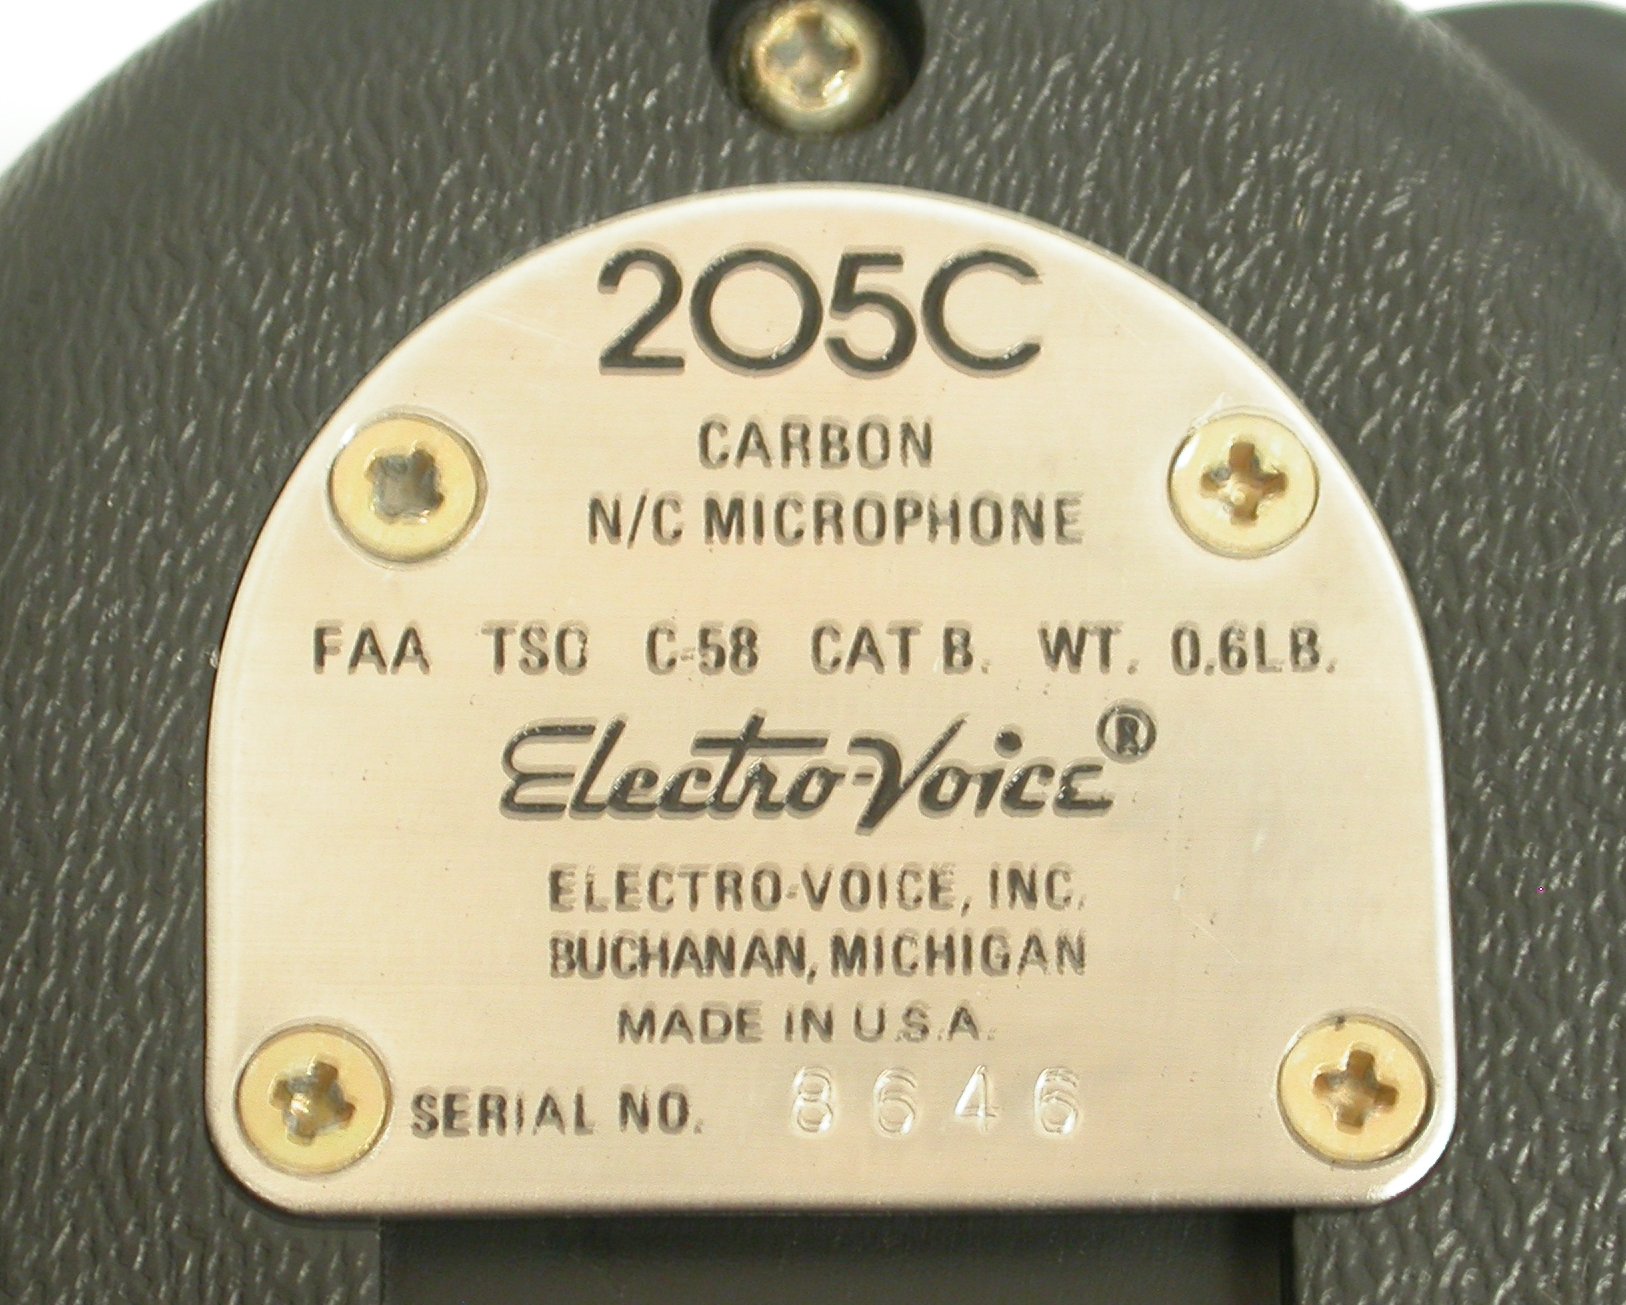 205C
CARBON
N/C MICROPHONE
FAA TSO C-58 CAT B. WT. 0.6LB.
Electro-Voice®
ELECTRO-VOICE, INC.
BUCHANAN, MICHIGAN
MADE IN U.S.A.
SERIAL NO. 8646